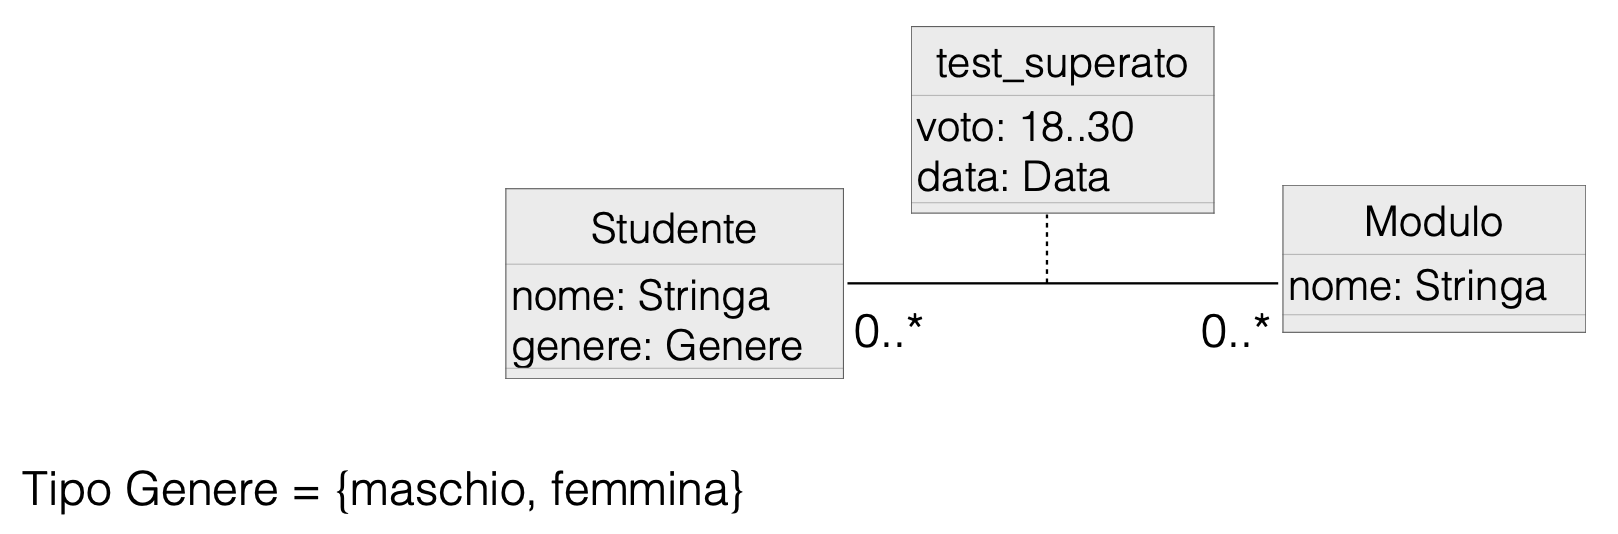 test_superato
voto: 18..30
data: Data
Studente
nome: Stringa
genere: Genere
Modulo
nome: Stringa
0..*
0..*
Tipo Genere = {maschio, femmina}